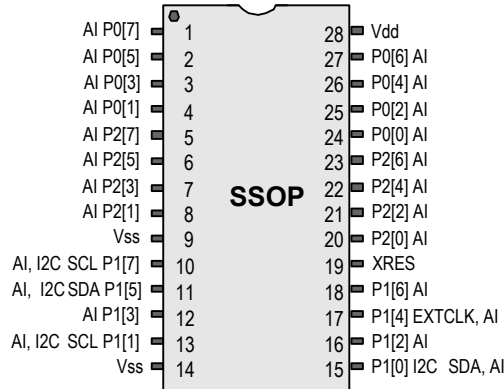 AI P0[7] 1 28 Vdd
AI P0[5] 2 27 P0[6] AI
AI P0[3] 3 26 P0[4] AI
AI P0[1] 4 25 P0[2] AI
AI P2[7] 5 24 P0[0] AI
AI P2[5] 6 23 P2[6] AI
AI P2[3] 7 SSOP 22 P2[4] AI
AI P2[1] 8 21 P2[2] AI
Vss 9 20 P2[0] AI
AI, I2C SCL P1[7] 10 19 XRES
AI, I2C SDA P1[5] 11 18 P1[6] AI
AI P1[3] 12 17 P1[4] EXTCLK, AI
AI, I2C SCL P1[1] 13 16 P1[2] AI
Vss 14 15 P1[0] I2C SDA, AI